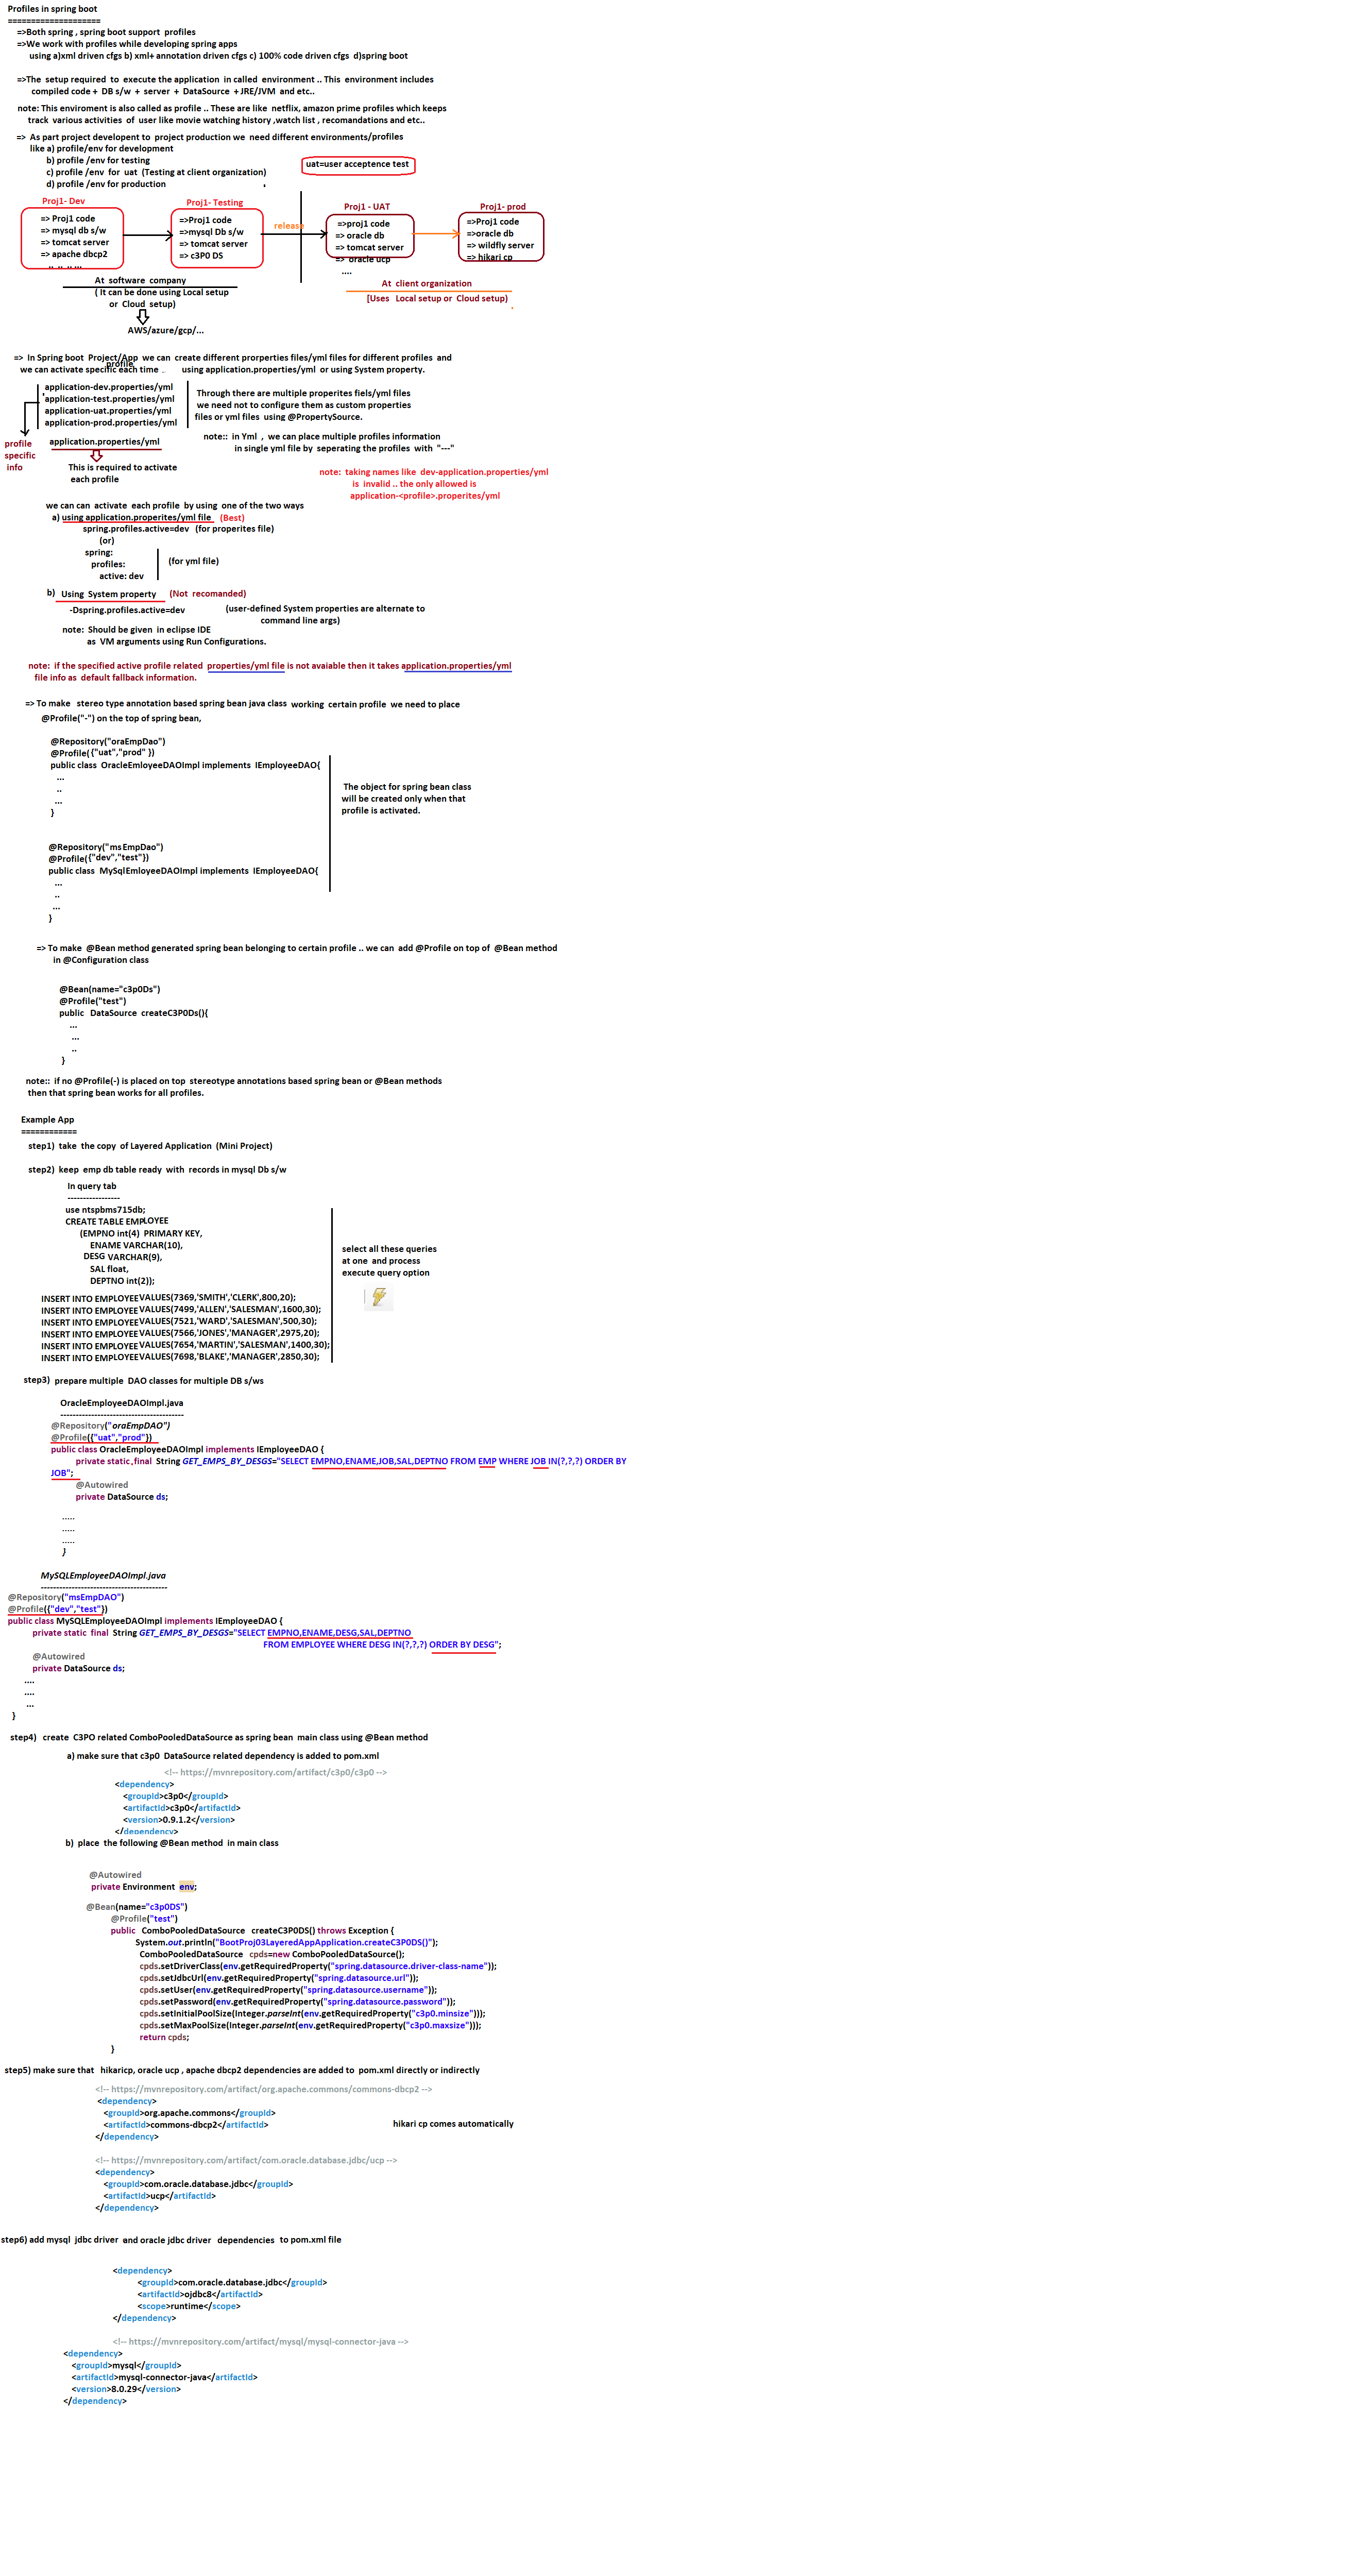 Profiles in spring boot
====================
=>Both spring , spring boot support profiles
=>We work with profiles while developing spring apps
using a)xml driven cfgs b) xml+ annotation driven cfgs c) 100% code driven cfgs d)spring boot
=>The setup required to execute the application in called environment .. This environment includes
compiled code + DB s/w + server + DataSource + JRE/JVM and etc..
note: This enviroment is also called as profile .. These are like netflix, amazon prime profiles which keeps
track various activities of user like movie watching history ,watch list , recomandations and etc..
=> As part project developent to project production we need different environments/profiles
like a) profile/env for development
b) profile /env for testing
c) profile /env for uat (Testing at client organization)
d) profile /env for production
uat=user acceptence test
Proj1- Dev
=> Proj1 code
=> mysql db s/w
=> tomcat server
=> apache dbcp2
.. .. .. ...
Proj1- Testing
=>Proj1 code
=>mysql Db s/w
=> tomcat server
=> c3P0 DS
release
Proj1 - UAT
=>proj1 code
=> oracle db
=> tomcat server
=> oracle ucp
....
Proj1- prod
=>Proj1 code
=>oracle db
=> wildfly server
=> hikari cp
At software company
( It can be done using Local setup
or Cloud setup)
AWS/azure/gcp/...
At client organization
[Uses Local setup or Cloud setup)
=> In Spring boot Project/App we can create different prorperties files/yml files for different profiles and
we can activate specific profile each time .. using application.properties/yml or using System property.
application-dev.properties/yml
application-test.properties/yml
application-uat.properties/yml
application-prod.properties/yml
Through there are multiple properites fiels/yml files
we need not to configure them as custom properties
files or yml files using @PropertySource.
profile
specific
info
application.properties/yml
This is required to activate
each profile
note:: in Yml , we can place multiple profiles information
in single yml file by seperating the profiles with "---"
note: taking names like dev-application.properties/yml
is invalid .. the only allowed is
application-<profile>.properites/yml
we can can activate each profile by using one of the two ways
a) using application.properites/yml file (Best)
spring.profiles.active=dev (for properites file)
(or)
spring:
profiles:
active: dev
(for yml file)
b) Using System property (Not recomanded)
-Dspring.profiles.active=dev (user-defined System properties are alternate to
command line args)
note: Should be given in eclipse IDE
as VM arguments using Run Configurations.
note: if the specified active profile related properties/yml file is not avaiable then it takes application.properties/yml
file info as default fallback information.
=> To make stereo type annotation based spring bean java class working certain profile we need to place
@Profile("-") on the top of spring bean,
@Repository("oraEmpDao")
@Profile({"uat","prod" })
public class OracleEmloyeeDAOImpl implements IEmployeeDAO{
...
..
...
}
The object for spring bean class
will be created only when that
profile is activated.
@Repository("msEmpDao")
@Profile({"dev","test"})
public class MySqlEmloyeeDAOImpl implements IEmployeeDAO{
...
..
...
}
=> To make @Bean method generated spring bean belonging to certain profile .. we can add @Profile on top of @Bean method
in @Configuration class
@Bean(name="c3p0Ds")
@Profile("test")
public DataSource createC3P0Ds(){
...
...
..
}
note:: if no @Profile(-) is placed on top stereotype annotations based spring bean or @Bean methods
then that spring bean works for all profiles.
Example App
============
step1) take the copy of Layered Application (Mini Project)
step2) keep emp db table ready with records in mysql Db s/w
In query tab
-----------------
use ntspbms715db;
CREATE TABLE EMPLOYEE
(EMPNO int(4) PRIMARY KEY,
ENAME VARCHAR(10),
DESG VARCHAR(9),
SAL float,
DEPTNO int(2));
INSERT INTO EMPLOYEE VALUES(7369,'SMITH','CLERK',800,20);
INSERT INTO EMPLOYEE VALUES(7499,'ALLEN','SALESMAN',1600,30);
INSERT INTO EMPLOYEE VALUES(7521,'WARD','SALESMAN',500,30);
INSERT INTO EMPLOYEE VALUES(7566,'JONES','MANAGER',2975,20);
INSERT INTO EMPLOYEE VALUES(7654,'MARTIN','SALESMAN',1400,30);
INSERT INTO EMPLOYEE VALUES(7698,'BLAKE','MANAGER',2850,30);
select all these queries
at one and process
execute query option
step3) prepare multiple DAO classes for multiple DB s/ws
OracleEmployeeDAOImpl.java
----------------------------------------
@Repository("oraEmpDAO")
@Profile({"uat","prod"})
public class OracleEmployeeDAOImpl implements IEmployeeDAO {
private static final String GET_EMPS_BY_DESGS="SELECT EMPNO,ENAME,JOB,SAL,DEPTNO FROM EMP WHERE JOB IN(?,?,?) ORDER BY
JOB";
@Autowired
private DataSource ds;
.....
.....
.....
}
MySQLEmployeeDAOImpl.java
-----------------------------------------
@Repository("msEmpDAO")
@Profile({"dev","test"})
public class MySQLEmployeeDAOImpl implements IEmployeeDAO {
private static final String GET_EMPS_BY_DESGS="SELECT EMPNO,ENAME,DESG,SAL,DEPTNO
FROM EMPLOYEE WHERE DESG IN(?,?,?) ORDER BY DESG";
@Autowired
private DataSource ds;
....
....
...
}
step4) create C3PO related ComboPooledDataSource as spring bean main class using @Bean method
a) make sure that c3p0 DataSource related dependency is added to pom.xml
<!-- https://mvnrepository.com/artifact/c3p0/c3p0 -->
<dependency>
<groupId>c3p0</groupId>
<artifactId>c3p0</artifactId>
<version>0.9.1.2</version>
</dependency>
b) place the following @Bean method in main class
@Autowired
private Environment env;
@Bean(name="c3p0DS")
@Profile("test")
public ComboPooledDataSource createC3P0DS() throws Exception {
System.out.println("BootProj03LayeredAppApplication.createC3P0DS()");
ComboPooledDataSource cpds=new ComboPooledDataSource();
cpds.setDriverClass(env.getRequiredProperty("spring.datasource.driver-class-name"));
cpds.setJdbcUrl(env.getRequiredProperty("spring.datasource.url"));
cpds.setUser(env.getRequiredProperty("spring.datasource.username"));
cpds.setPassword(env.getRequiredProperty("spring.datasource.password"));
cpds.setInitialPoolSize(Integer.parseInt(env.getRequiredProperty("c3p0.minsize")));
cpds.setMaxPoolSize(Integer.parseInt(env.getRequiredProperty("c3p0.maxsize")));
return cpds;
}
step5) make sure that hikaricp, oracle ucp , apache dbcp2 dependencies are added to pom.xml directly or indirectly
<!-- https://mvnrepository.com/artifact/org.apache.commons/commons-dbcp2 -->
<dependency>
<groupId>org.apache.commons</groupId>
<artifactId>commons-dbcp2</artifactId>
</dependency>
hikari cp comes automatically
<!-- https://mvnrepository.com/artifact/com.oracle.database.jdbc/ucp -->
<dependency>
<groupId>com.oracle.database.jdbc</groupId>
<artifactId>ucp</artifactId>
</dependency>
step6) add mysql jdbc driver and oracle jdbc driver dependencies to pom.xml file
<dependency>
<groupId>com.oracle.database.jdbc</groupId>
<artifactId>ojdbc8</artifactId>
<scope>runtime</scope>
</dependency>
<!-- https://mvnrepository.com/artifact/mysql/mysql-connector-java -->
<dependency>
<groupId>mysql</groupId>
<artifactId>mysql-connector-java</artifactId>
<version>8.0.29</version>
</dependency>